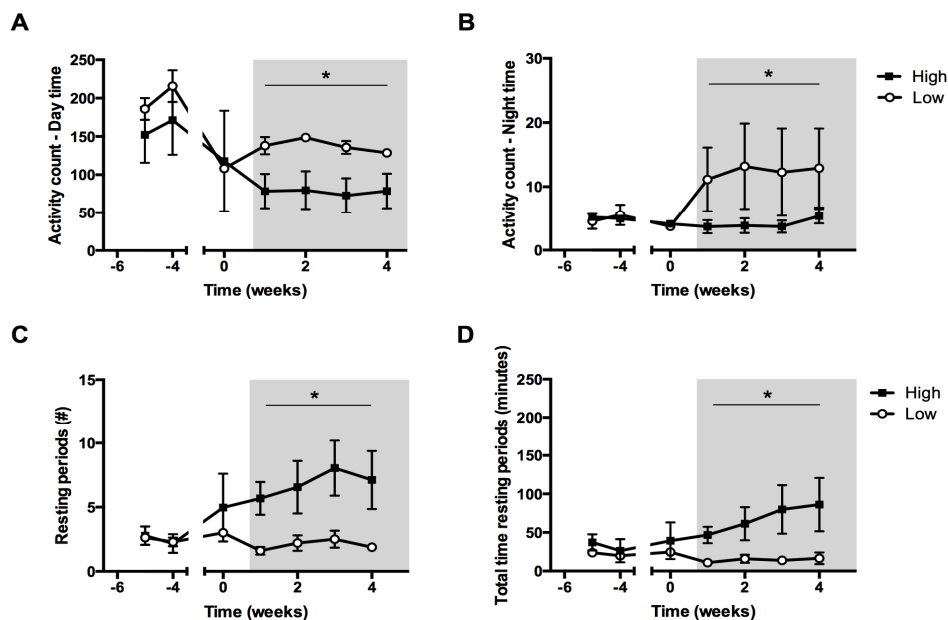 A
Activity count - Day time
250
200
150
100
50
0
*
-6
-4
0
2
4
Time (weeks)
B
Activity count - Night time
30
20
10
0
*
-6
-4
0
2
4
Time (weeks)
High
Low
C
Resting periods (#)
15
10
5
0
*
-6
-4
0
2
4
Time (weeks)
D
Total time resting periods (minutes)
250
200
150
100
50
0
*
-6
-4
0
2
4
Time (weeks)
High
Low